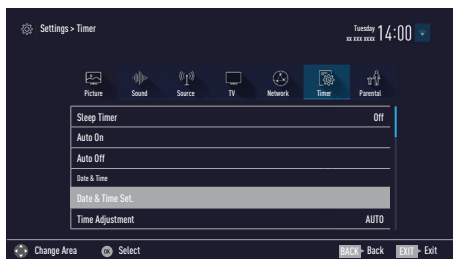 Settings > Timer
Tuesday
xx xxx xxxx
14:00
Picture Sound Source TV Network Timer Parental
Sleep Timer Off
Auto On
Auto Off
Date & Time
Date & Time Set.
Time Adjustment AUTO
Change Area OK Select BACK Back EXIT Exit